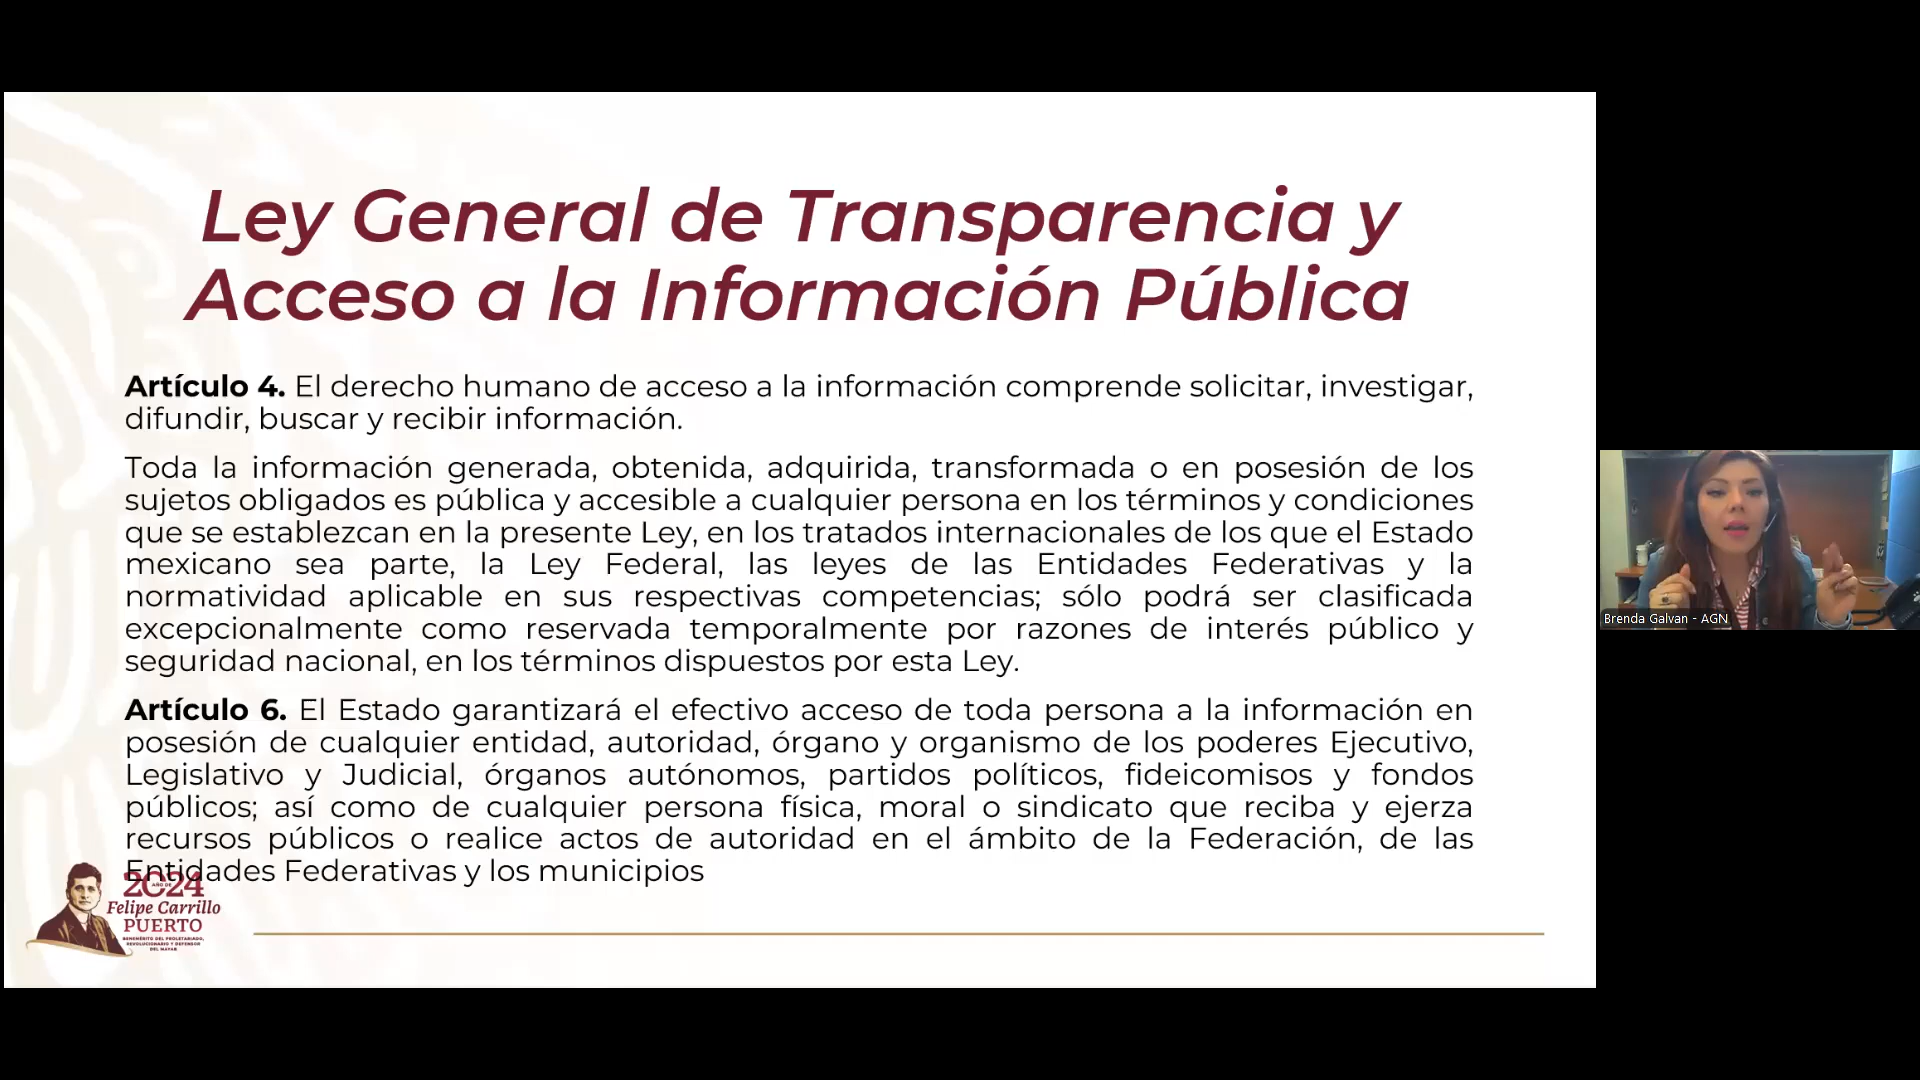 Ley General de Transparencia y
Acceso a la Información Pública
Artículo 4. El derecho humano de acceso a la información comprende solicitar, investigar,
difundir, buscar y recibir información.
Toda la información generada, obtenida, adquirida, transformada o en posesión de los
sujetos obligados es pública y accesible a cualquier persona en los términos y condiciones
que se establezcan en la presente Ley, en los tratados internacionales de los que el Estado
mexicano sea parte, la Ley Federal, las leyes de las Entidades Federativas y la
normatividad aplicable en sus respectivas competencias; sólo podrá ser clasificada
excepcionalmente como reservada temporalmente por razones de interés público y
seguridad nacional, en los términos dispuestos por esta Ley.
Artículo 6. El Estado garantizará el efectivo acceso de toda persona a la información en
posesión de cualquier entidad, autoridad, órgano y organismo de los poderes Ejecutivo,
Legislativo y Judicial, órganos autónomos, partidos políticos, fideicomisos y fondos
públicos; así como de cualquier persona física, moral o sindicato que reciba y ejerza
recursos públicos o realice actos de autoridad en el ámbito de la Federación, de las
Entidades Federativas y los municipios
2024
AÑO DE
Felipe Carrillo
PUERTO
BENEMÉRITO DEL PROLETARIADO,
REVOLUCIONARIO Y DEFENSOR
DEL MAYAB
Brenda Galvan - AGN